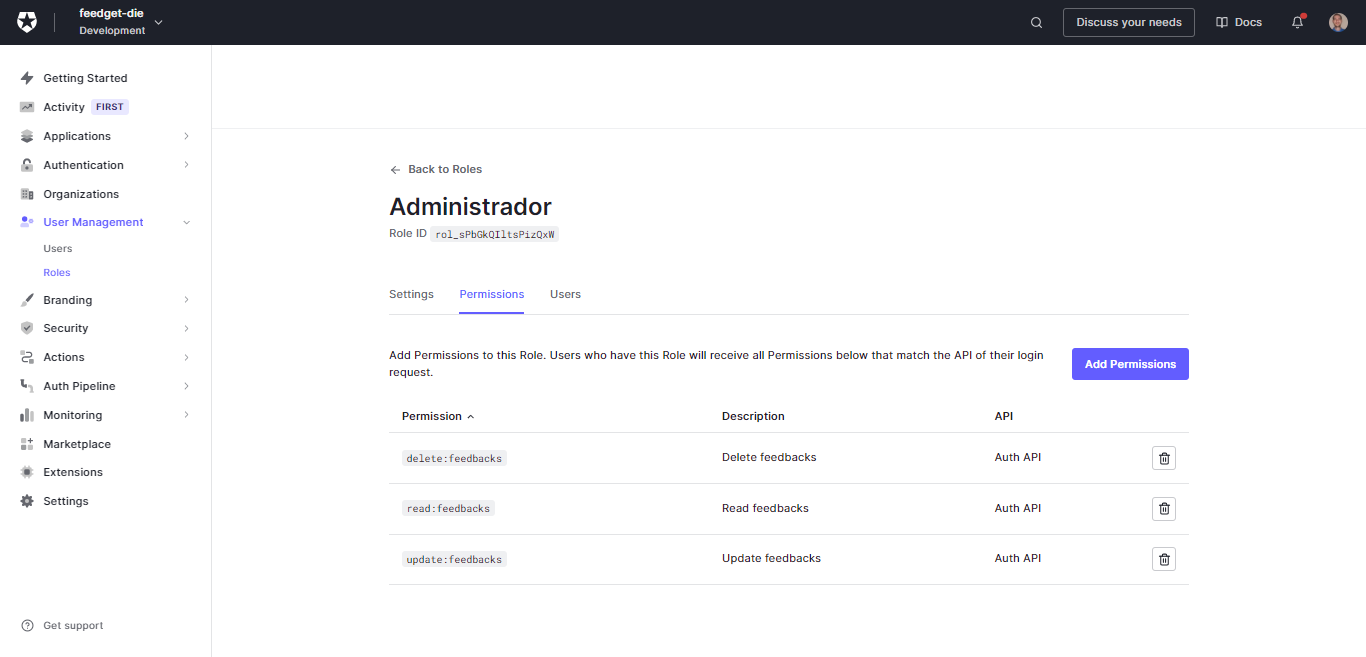 feedget-die
Development
Discuss your needs
Docs
Getting Started
Activity FIRST
Applications
Authentication
Organizations
User Management
Users
Roles
Branding
Security
Actions
Auth Pipeline
Monitoring
Marketplace
Extensions
Settings
Get support
Back to Roles
Administrador
Role ID rol_sPbGkQIltsPizQxW
Settings Permissions Users
Add Permissions to this Role. Users who have this Role will receive all Permissions below that match the API of their login
request.
Add Permissions
Permission Description API
delete:feedbacks Delete feedbacks Auth API
read:feedbacks Read feedbacks Auth API
update:feedbacks Update feedbacks Auth API